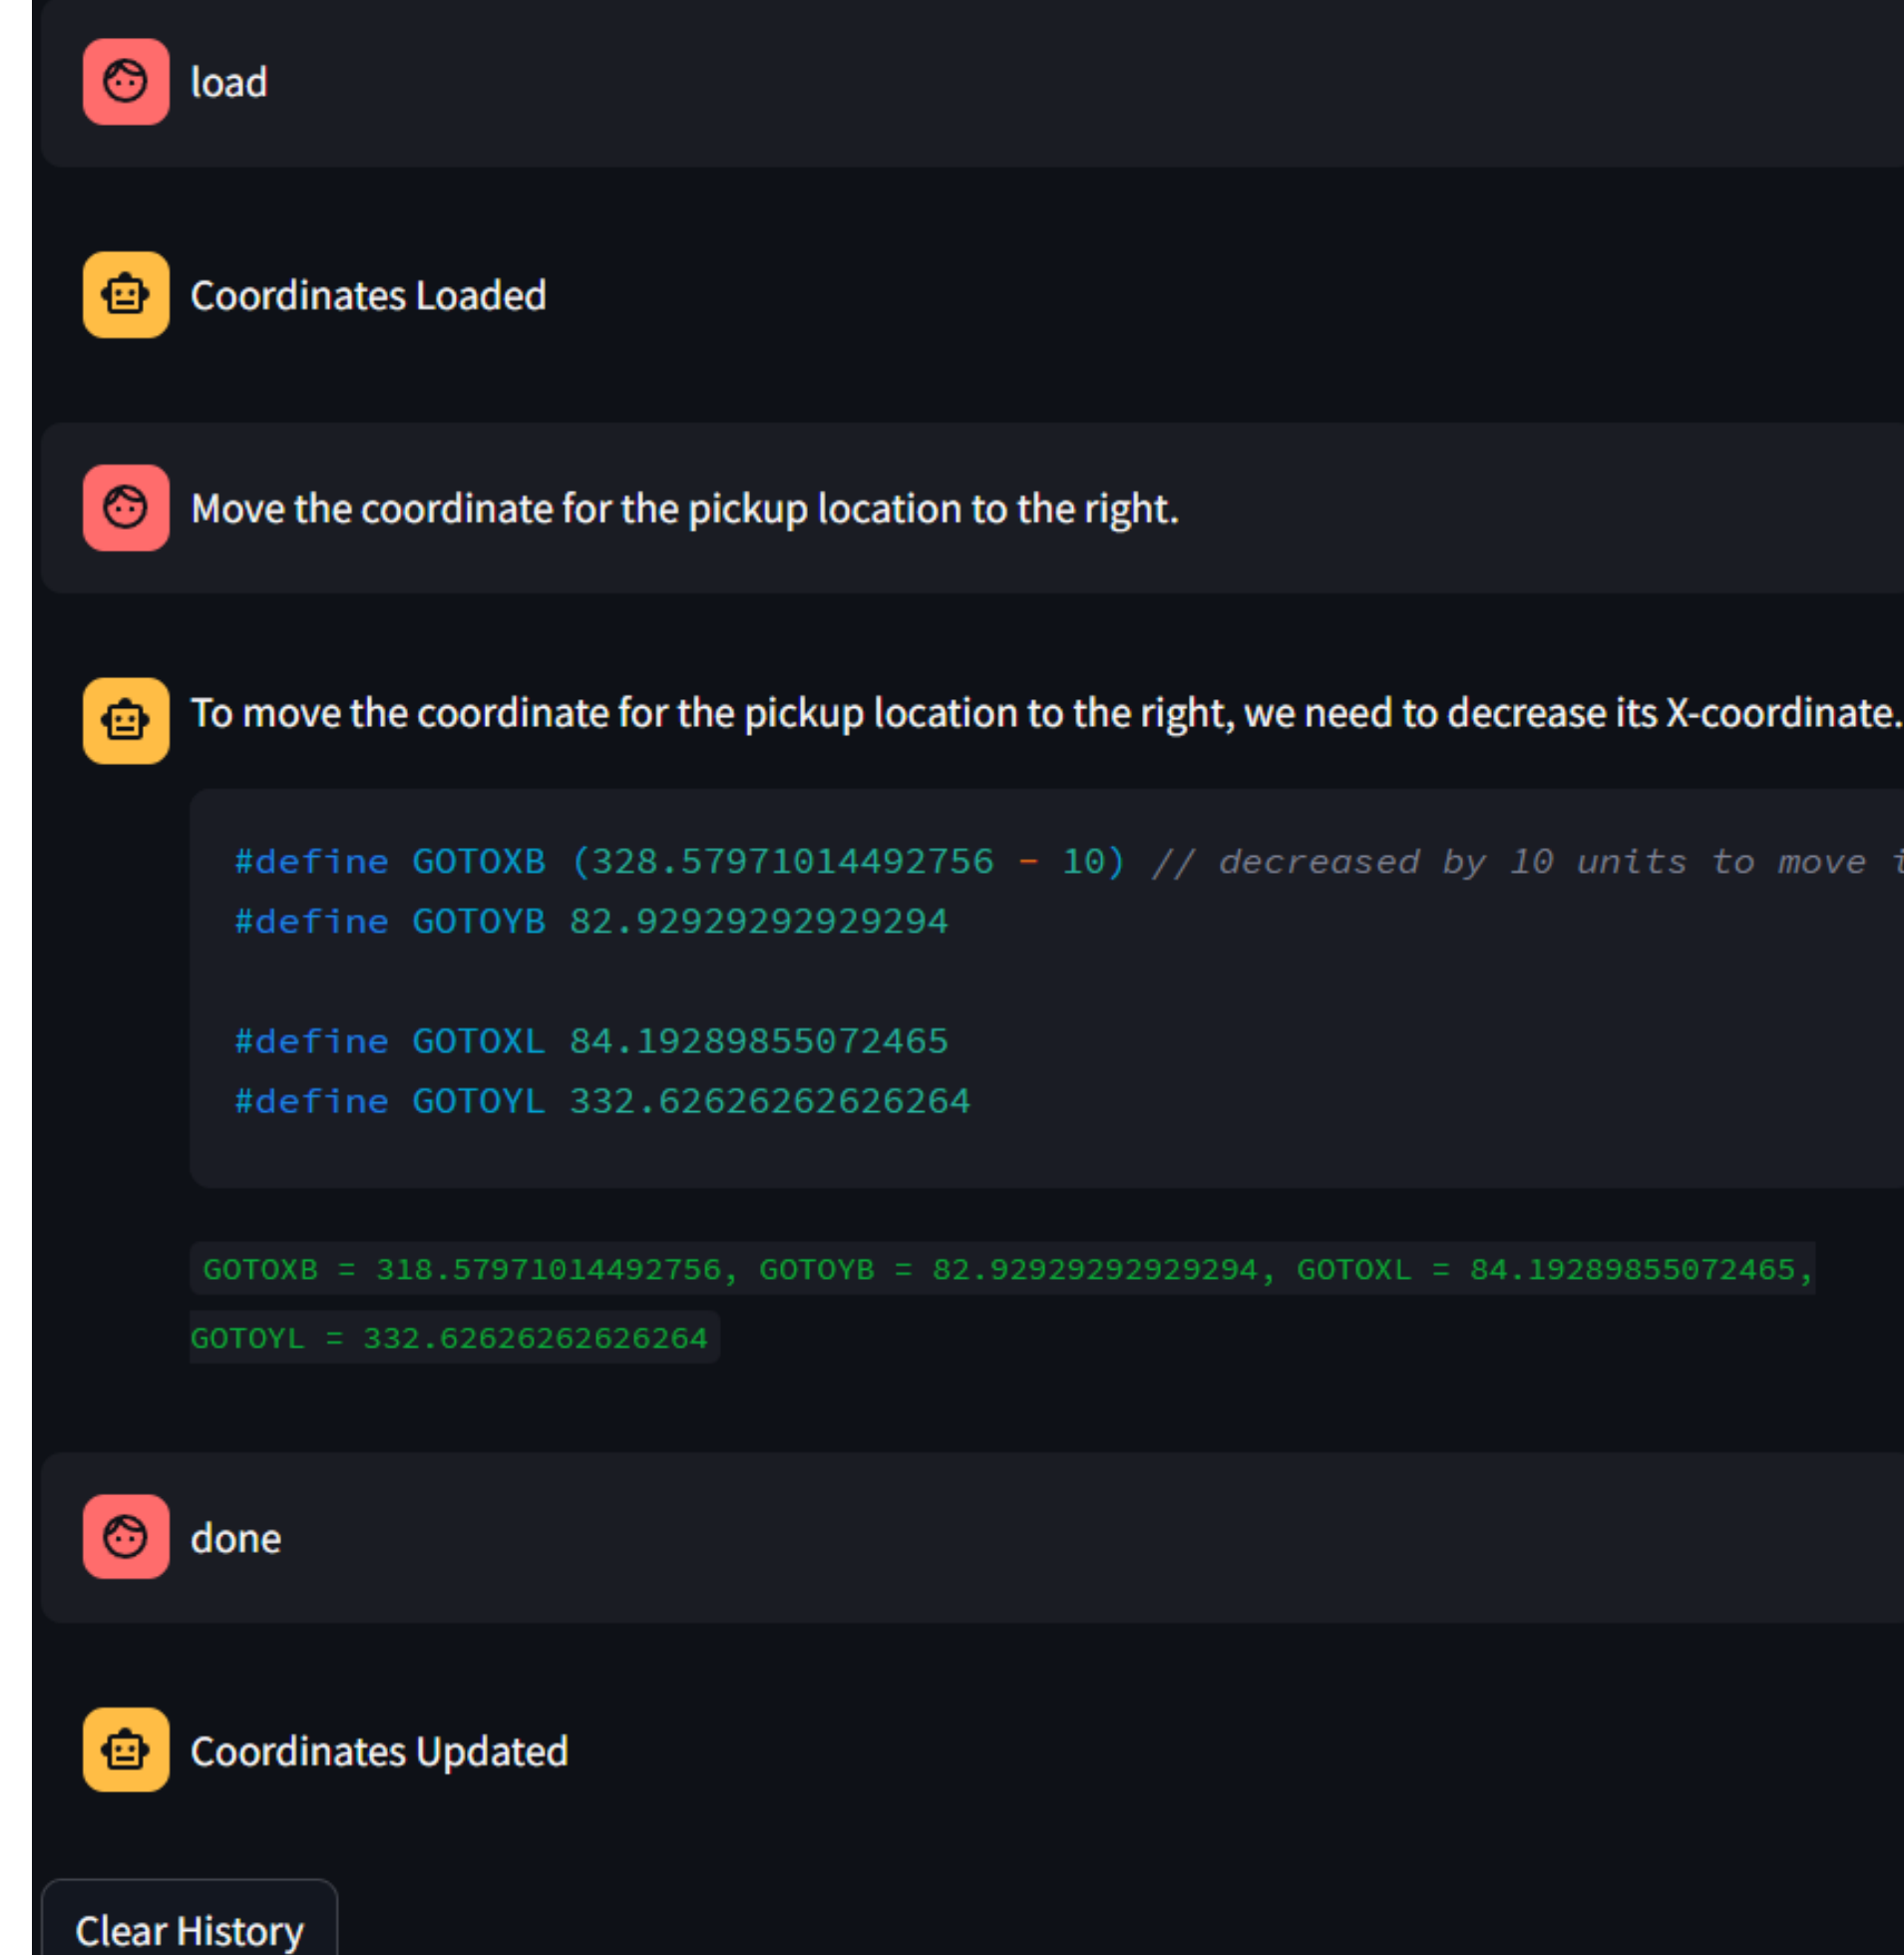 load
Coordinates Loaded
Move the coordinate for the pickup location to the right.
To move the coordinate for the pickup location to the right, we need to decrease its X-coordinate.
#define GOTOXB (328.57971014492756 - 10) // decreased by 10 units to move
#define GOTOYB 82.92929292929294
#define GOTOXL 84.19289855072465
#define GOTOYL 332.62626262626264
GOTOXB = 318.57971014492756, GOTOYB = 82.92929292929294, GOTOXL = 84.19289855072465,
GOTOYL = 332.62626262626264
done
Coordinates Updated
Clear History